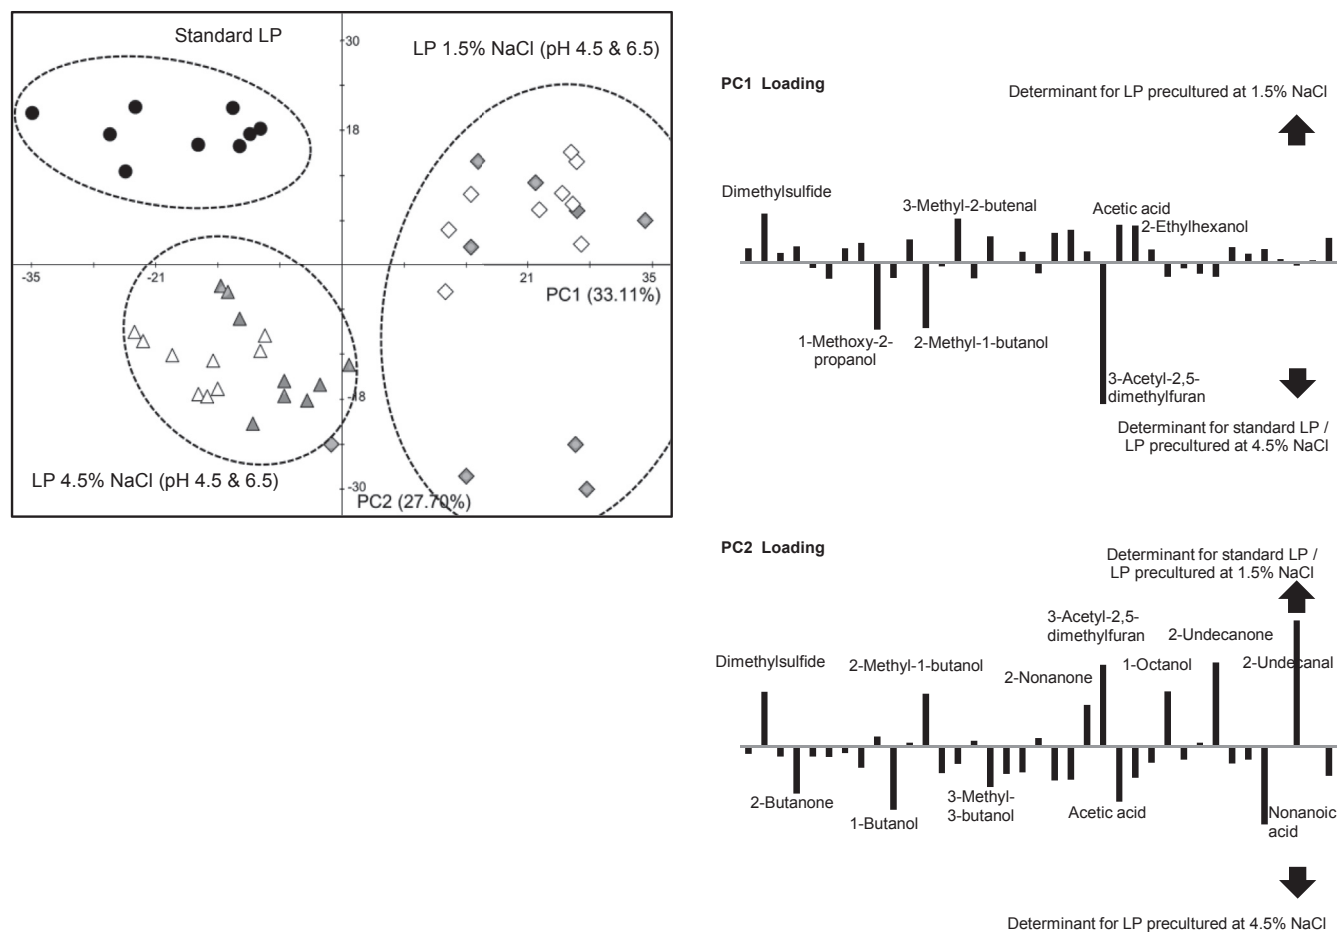 Standard LP
LP 1.5% NaCl (pH 4.5 & 6.5)
30
18
-35
-21
21
35
PC1 (33.11%)
-18
-30
PC2 (27.70%)
LP 4.5% NaCl (pH 4.5 & 6.5)
PC1 Loading
Determinant for LP precultured at 1.5% NaCl
Dimethylsulfide
3-Methyl-2-butenal
Acetic acid
2-Ethylhexanol
1-Methoxy-2-
propanol
2-Methyl-1-butanol
3-Acetyl-2,5-
dimethylfuran
Determinant for standard LP /
LP precultured at 4.5% NaCl
PC2 Loading
Determinant for standard LP /
LP precultured at 1.5% NaCl
3-Acetyl-2,5-
dimethylfuran
2-Undecanone
Dimethylsulfide
2-Methyl-1-butanol
2-Nonanone
1-Octanol
2-Undecanal
2-Butanone
1-Butanol
3-Methyl-
3-butanol
Acetic acid
Nonanoic
acid
Determinant for LP precultured at 4.5% NaCl